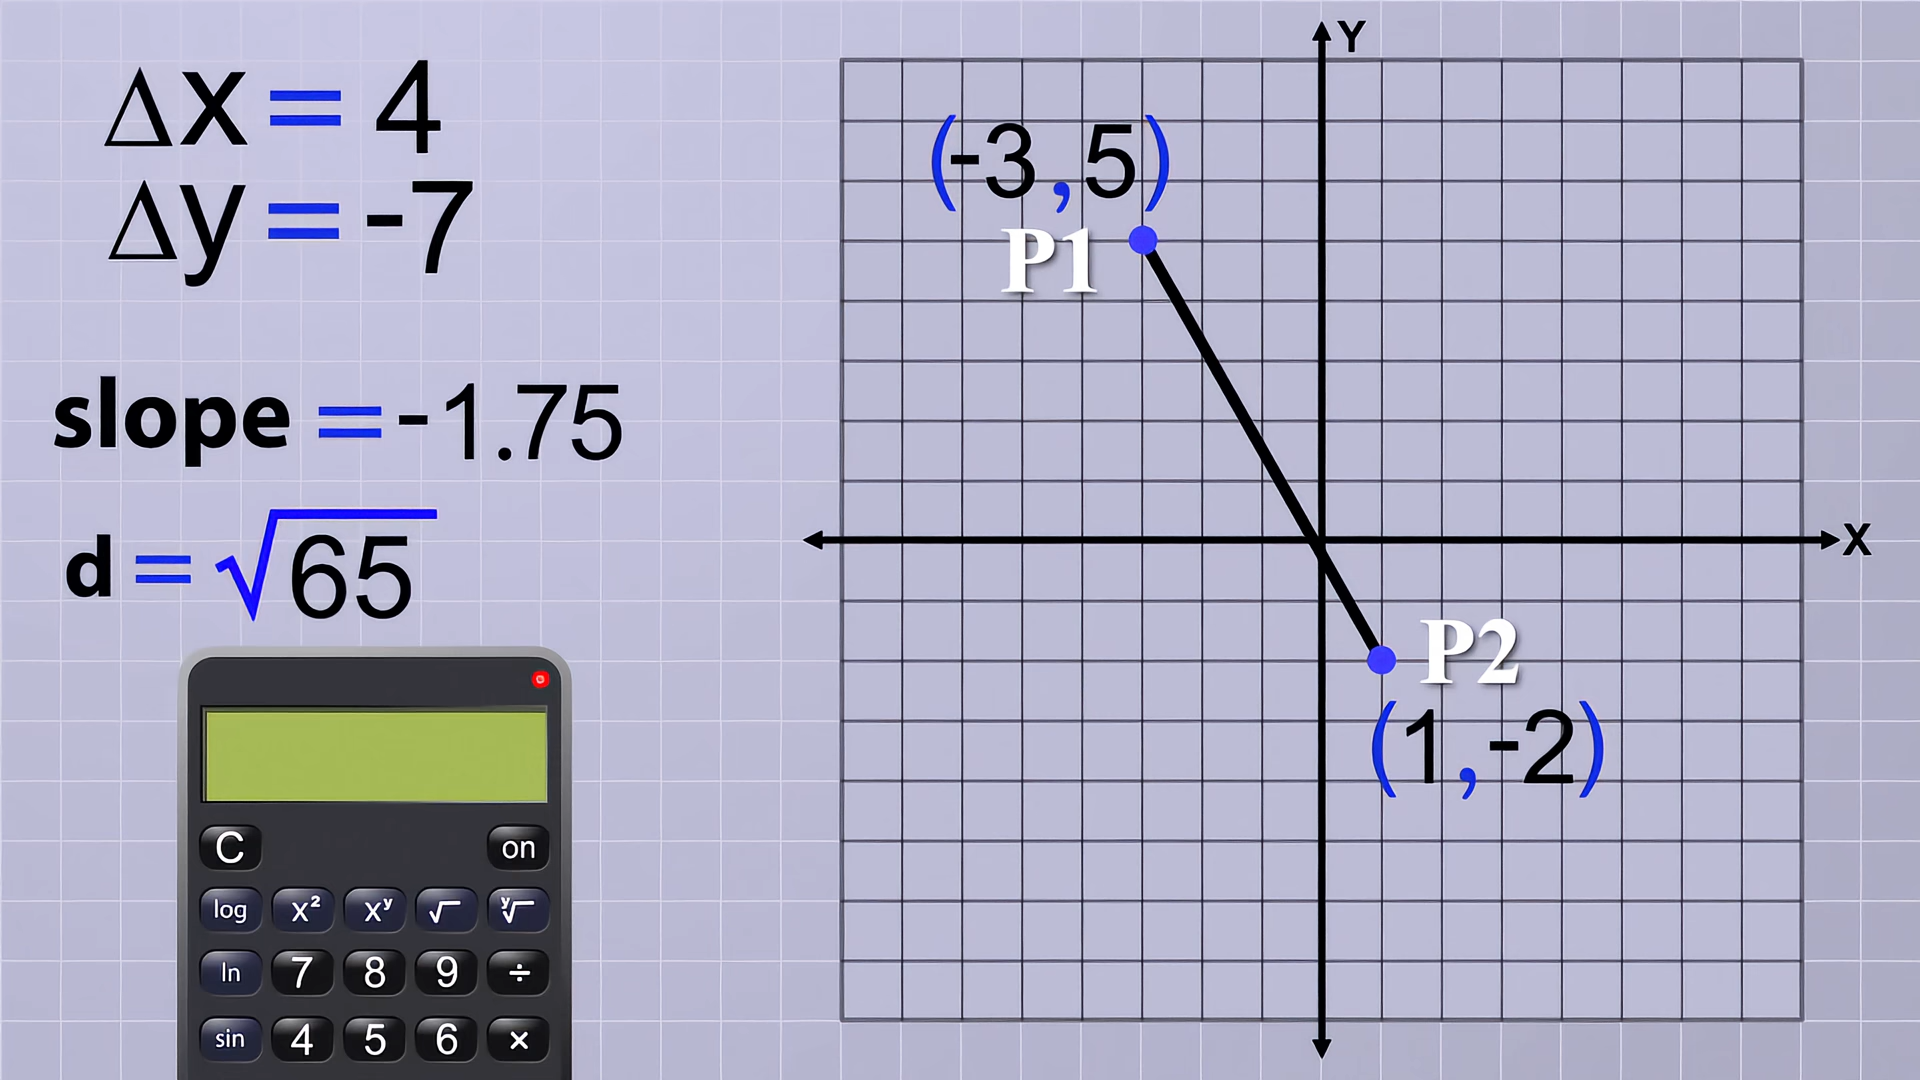 Δx = 4
Δy = -7
slope = -1.75
d = √65
Y
(-3,5)
P1
X
P2
(1,-2)
C on
log x² xʸ √ ʸ√
ln 7 8 9 ÷
sin 4 5 6 ×